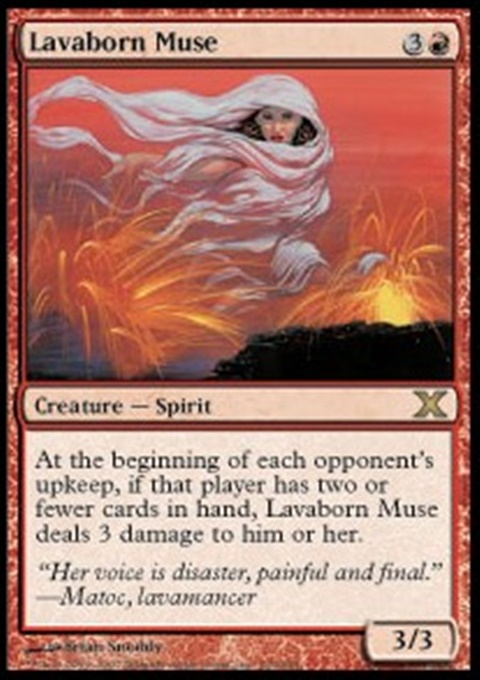 Lavaborn Muse 3
Creature — Spirit
At the beginning of each opponent's
upkeep, if that player has two or
fewer cards in hand, Lavaborn Muse
deals 3 damage to him or her.
"Her voice is disaster, painful and final."
—Matoc, lavamancer
Brian Snoddy
3/3